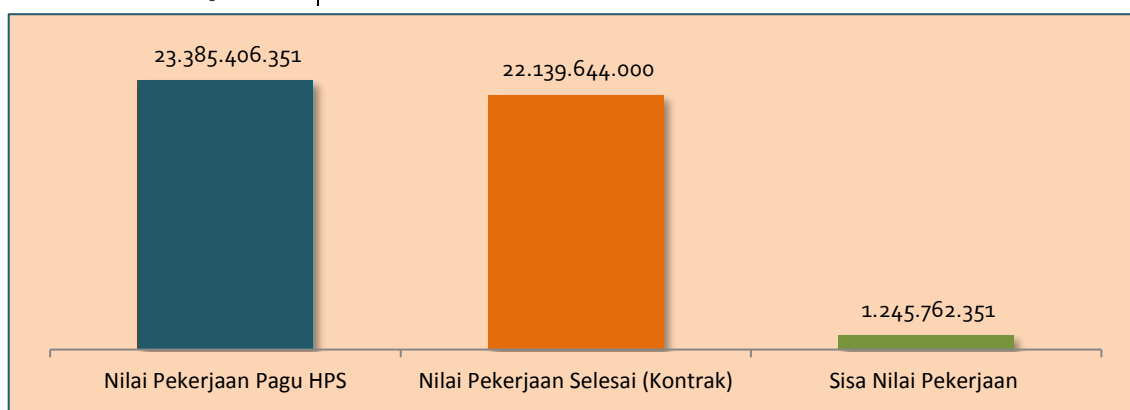 23.385.406.351
22.139.644.000
1.245.762.351
Nilai Pekerjaan Pagu HPS
Nilai Pekerjaan Selesai (Kontrak)
Sisa Nilai Pekerjaan